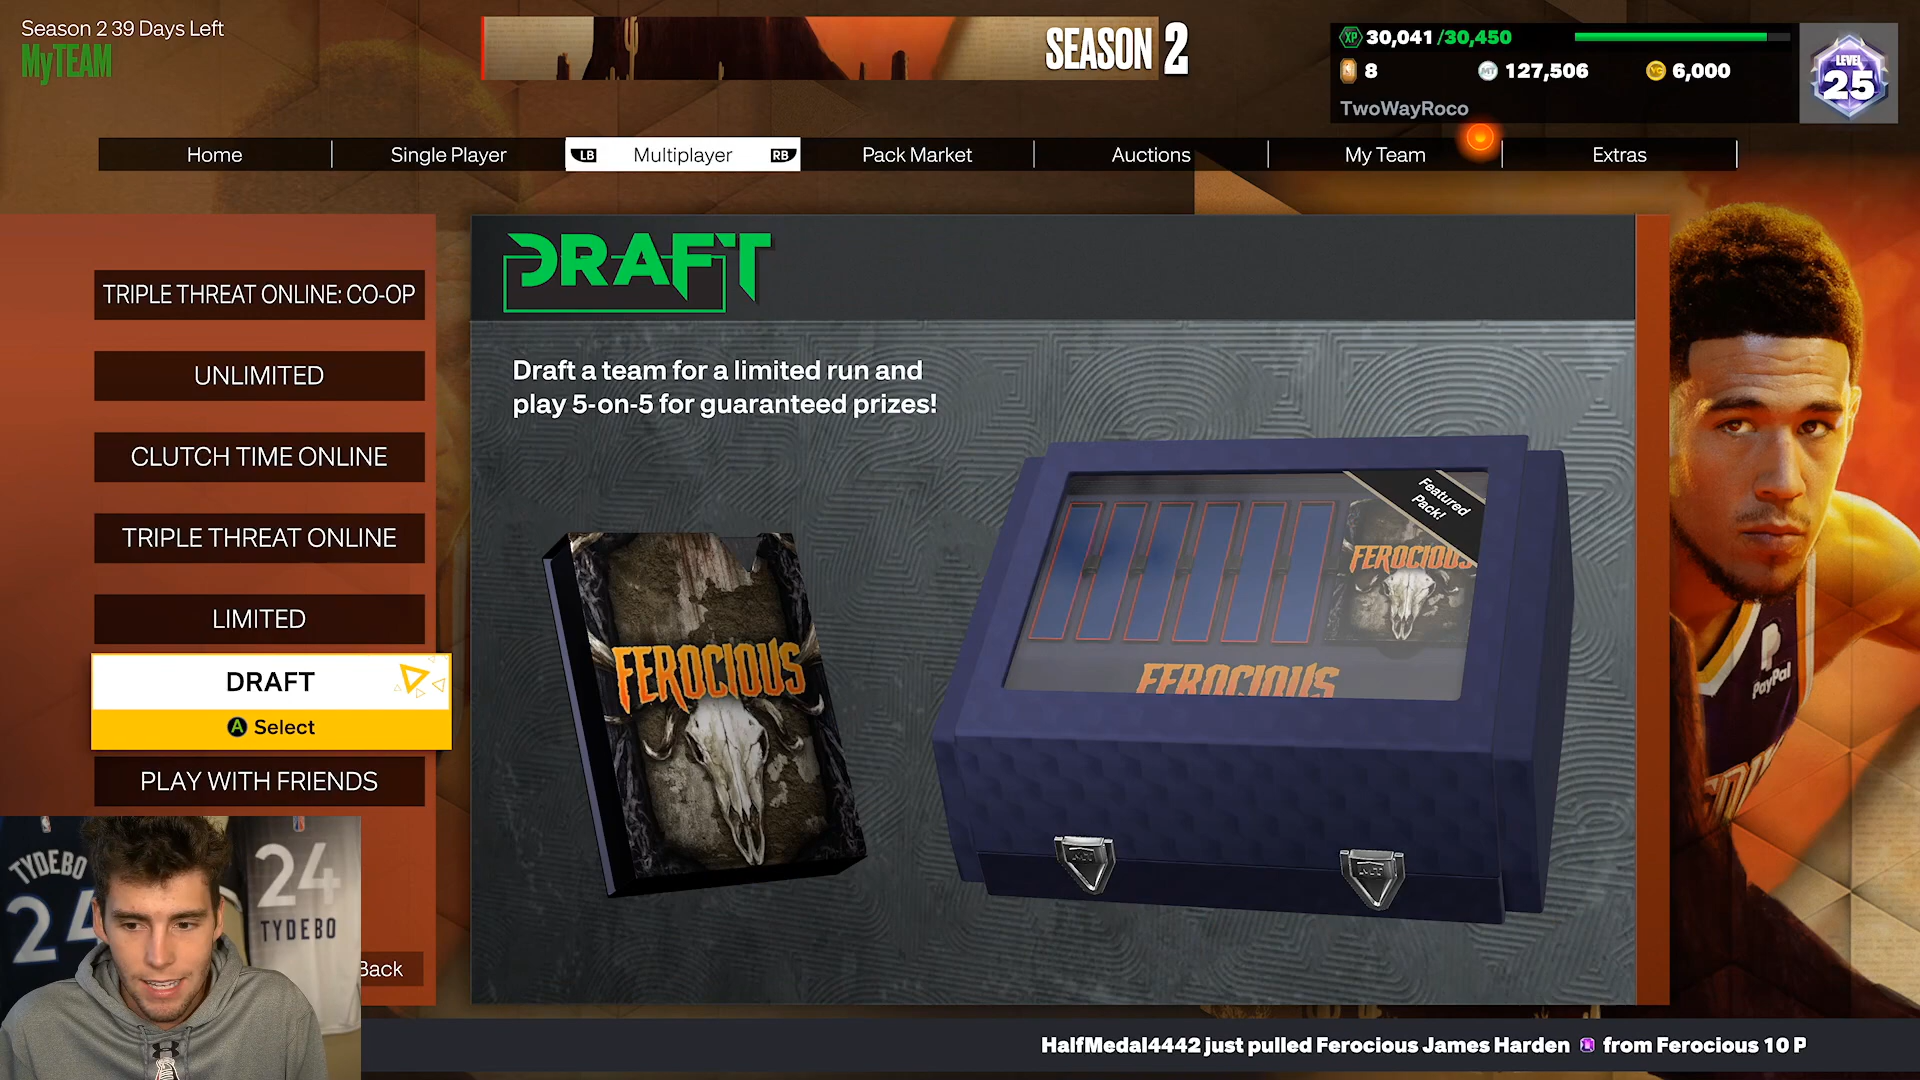 Season 2 39 Days Left
MyTEAM
SEASON 2
XP 30,041 /30,450
8
MT 127,506
VC 6,000
TwoWayRoco
LEVEL
25
Home
Single Player
LB Multiplayer RB
Pack Market
Auctions
My Team
Extras
TRIPLE THREAT ONLINE: CO-OP
UNLIMITED
CLUTCH TIME ONLINE
TRIPLE THREAT ONLINE
LIMITED
DRAFT
A Select
PLAY WITH FRIENDS
Back
DRAFT
Draft a team for a limited run and
play 5-on-5 for guaranteed prizes!
FEROCIOUS
Featured
Pack!
FEROCIOUS
FEROCIOUS
PayPal
TYDEBO
24
24
TYDEBO
HalfMedal4442 just pulled Ferocious James Harden from Ferocious 10 P